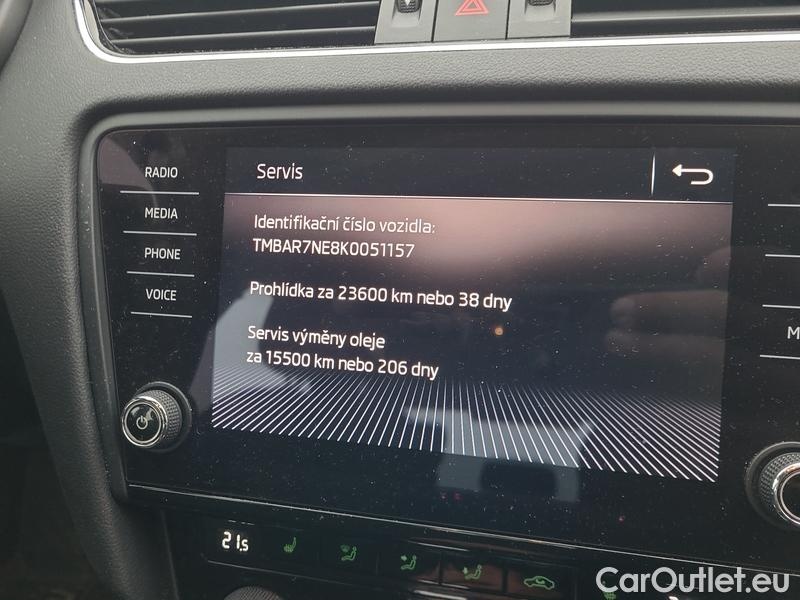 RADIO
MEDIA
PHONE
VOICE
Servis
Identifikační číslo vozidla:
TMBAR7NE8K0051157
Prohlídka za 23600 km nebo 38 dny
Servis výměny oleje
za 15500 km nebo 206 dny
M
21.5
CarOutlet.eu